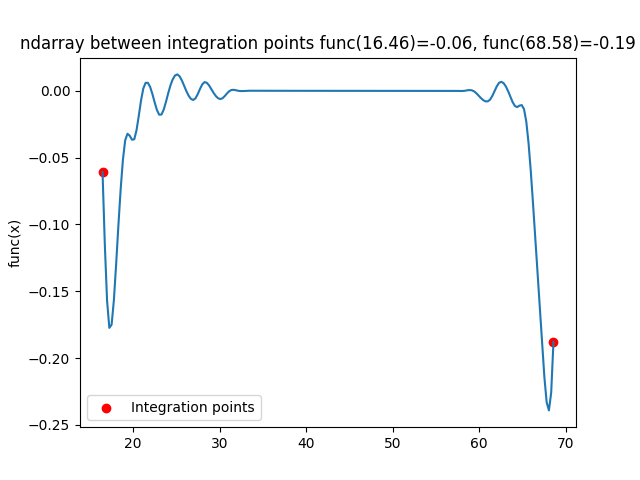 ndarray between integration points func(16.46)=-0.06, func(68.58)=-0.19
0.00
−0.05
−0.10
−0.15
−0.20
−0.25
func(x)
Integration points
20 30 40 50 60 70